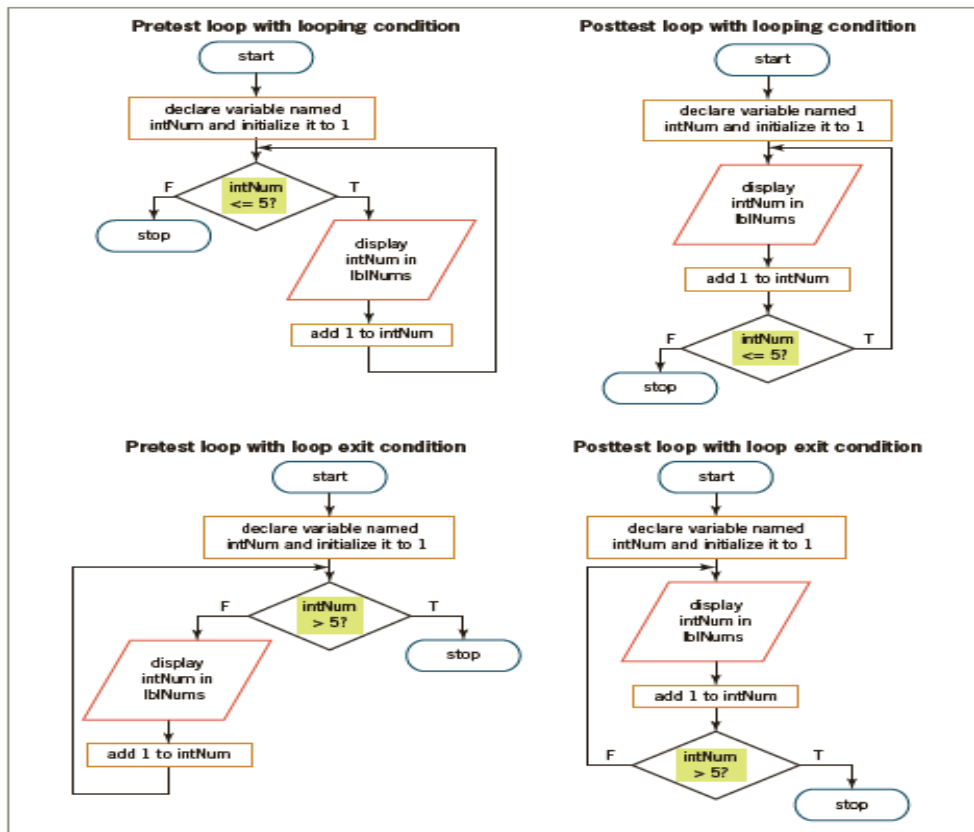 Pretest loop with looping condition
start
declare variable named
intNum and initialize it to 1
F
intNum
<= 5?
T
stop
display
intNum in
lblNums
add 1 to intNum
Posttest loop with looping condition
start
declare variable named
intNum and initialize it to 1
display
intNum in
lblNums
add 1 to intNum
F
intNum
<= 5?
T
stop
Pretest loop with loop exit condition
start
declare variable named
intNum and initialize it to 1
F
intNum
> 5?
T
stop
display
intNum in
lblNums
add 1 to intNum
Posttest loop with loop exit condition
start
declare variable named
intNum and initialize it to 1
display
intNum in
lblNums
add 1 to intNum
F
intNum
> 5?
T
stop